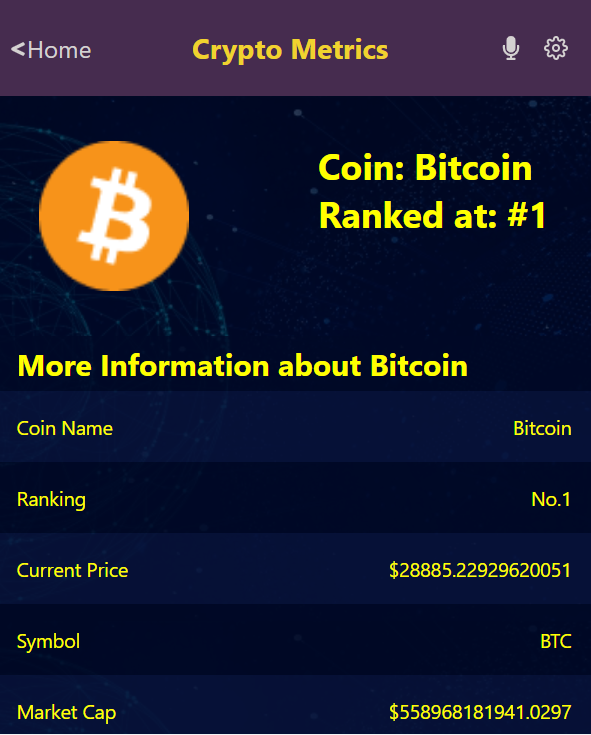 <Home Crypto Metrics
Coin: Bitcoin
Ranked at: #1
More Information about Bitcoin
Coin Name Bitcoin
Ranking No.1
Current Price $28885.22929620051
Symbol BTC
Market Cap $558968181941.0297